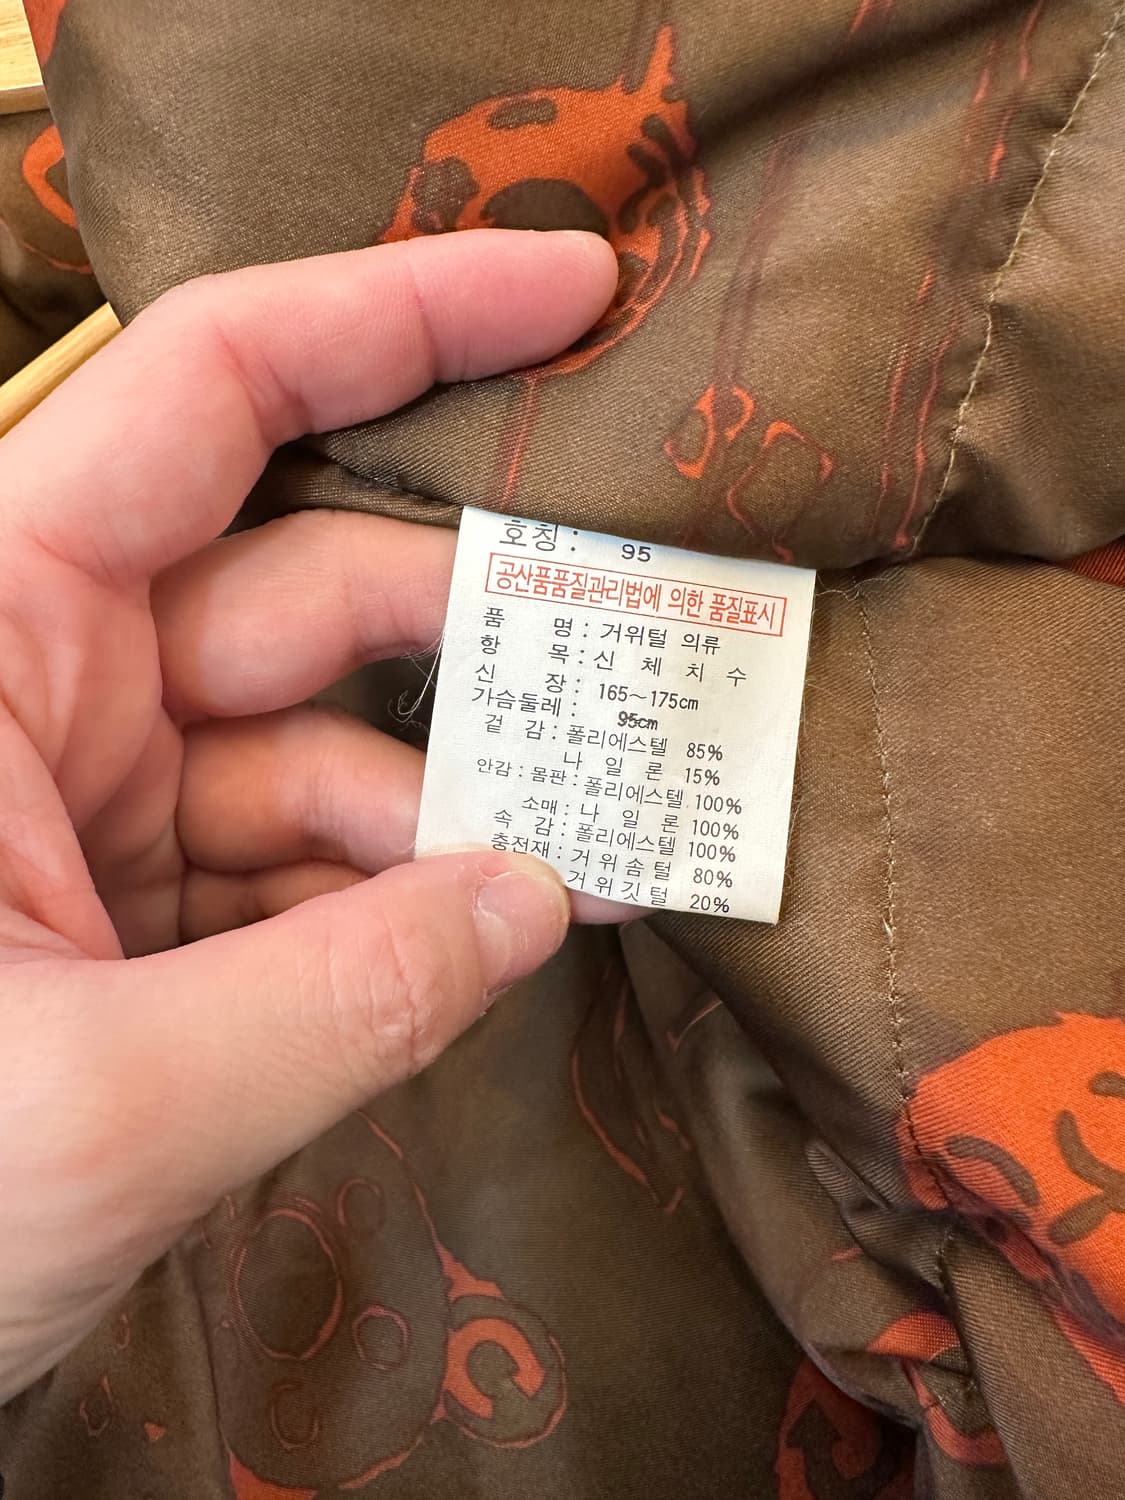 호칭 : 95
공산품품질관리법에 의한 품질표시
품 명 : 거위털 의류
항 목 : 신 체 치 수
신 장 : 165~175cm
가슴둘레 : 95cm
겉 감 : 폴리에스텔 85%
나 일 론 15%
안감 : 몸판 : 폴리에스텔 100%
소매 : 나 일 론 100%
속 감 : 폴리에스텔 100%
충전재 : 거 위 솜 털 80%
거 위 깃 털 20%